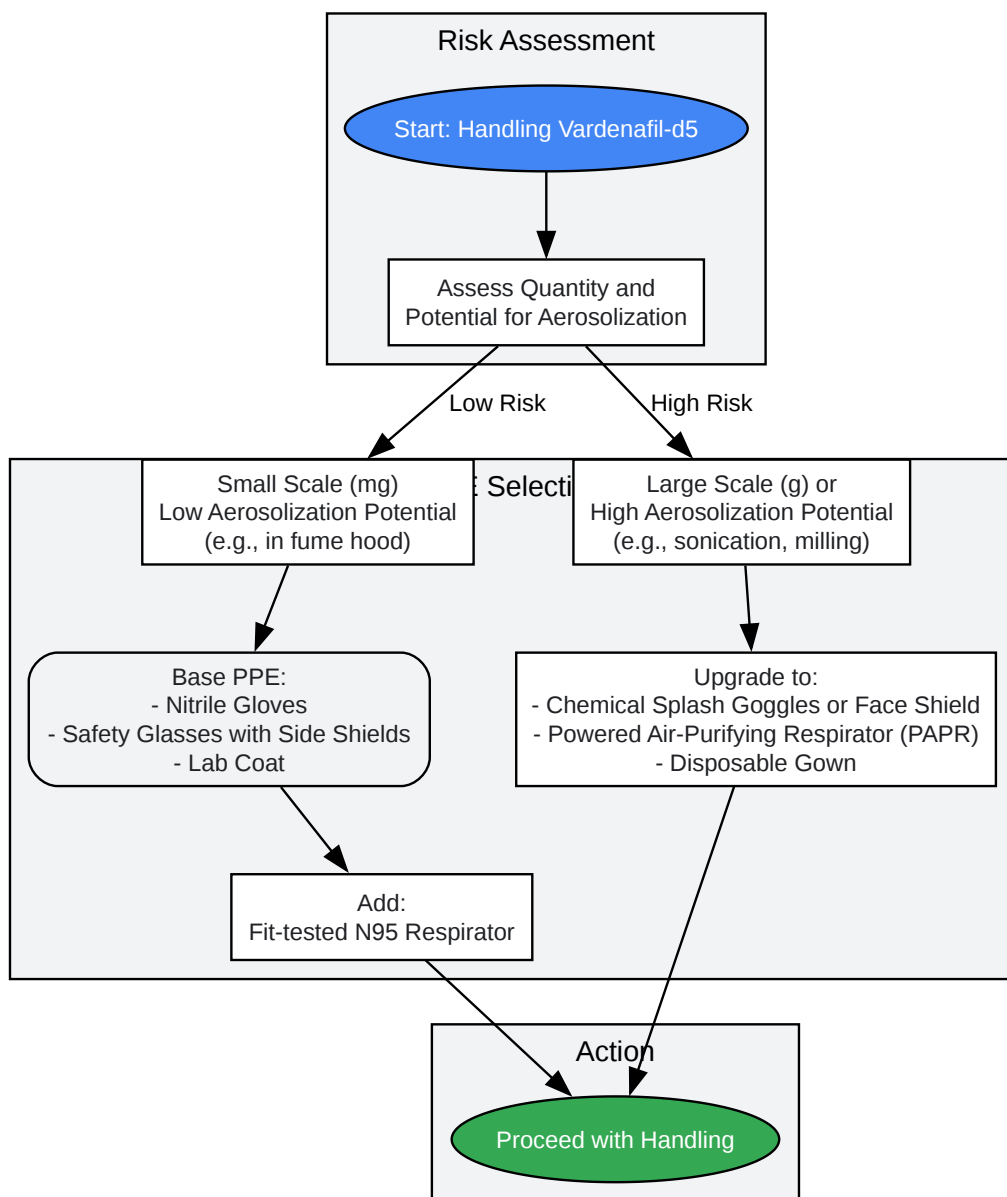 Risk Assessment
Start: Handling Vardenafil-d5
Assess Quantity and
Potential for Aerosolization
Low Risk
High Risk
Selecti
Small Scale (mg)
Low Aerosolization Potential
(e.g., in fume hood)
Large Scale (g) or
High Aerosolization Potential
(e.g., sonication, milling)
Base PPE:
- Nitrile Gloves
- Safety Glasses with Side Shields
- Lab Coat
Upgrade to:
- Chemical Splash Goggles or Face Shield
- Powered Air-Purifying Respirator (PAPR)
- Disposable Gown
Add:
Fit-tested N95 Respirator
Action
Proceed with Handling